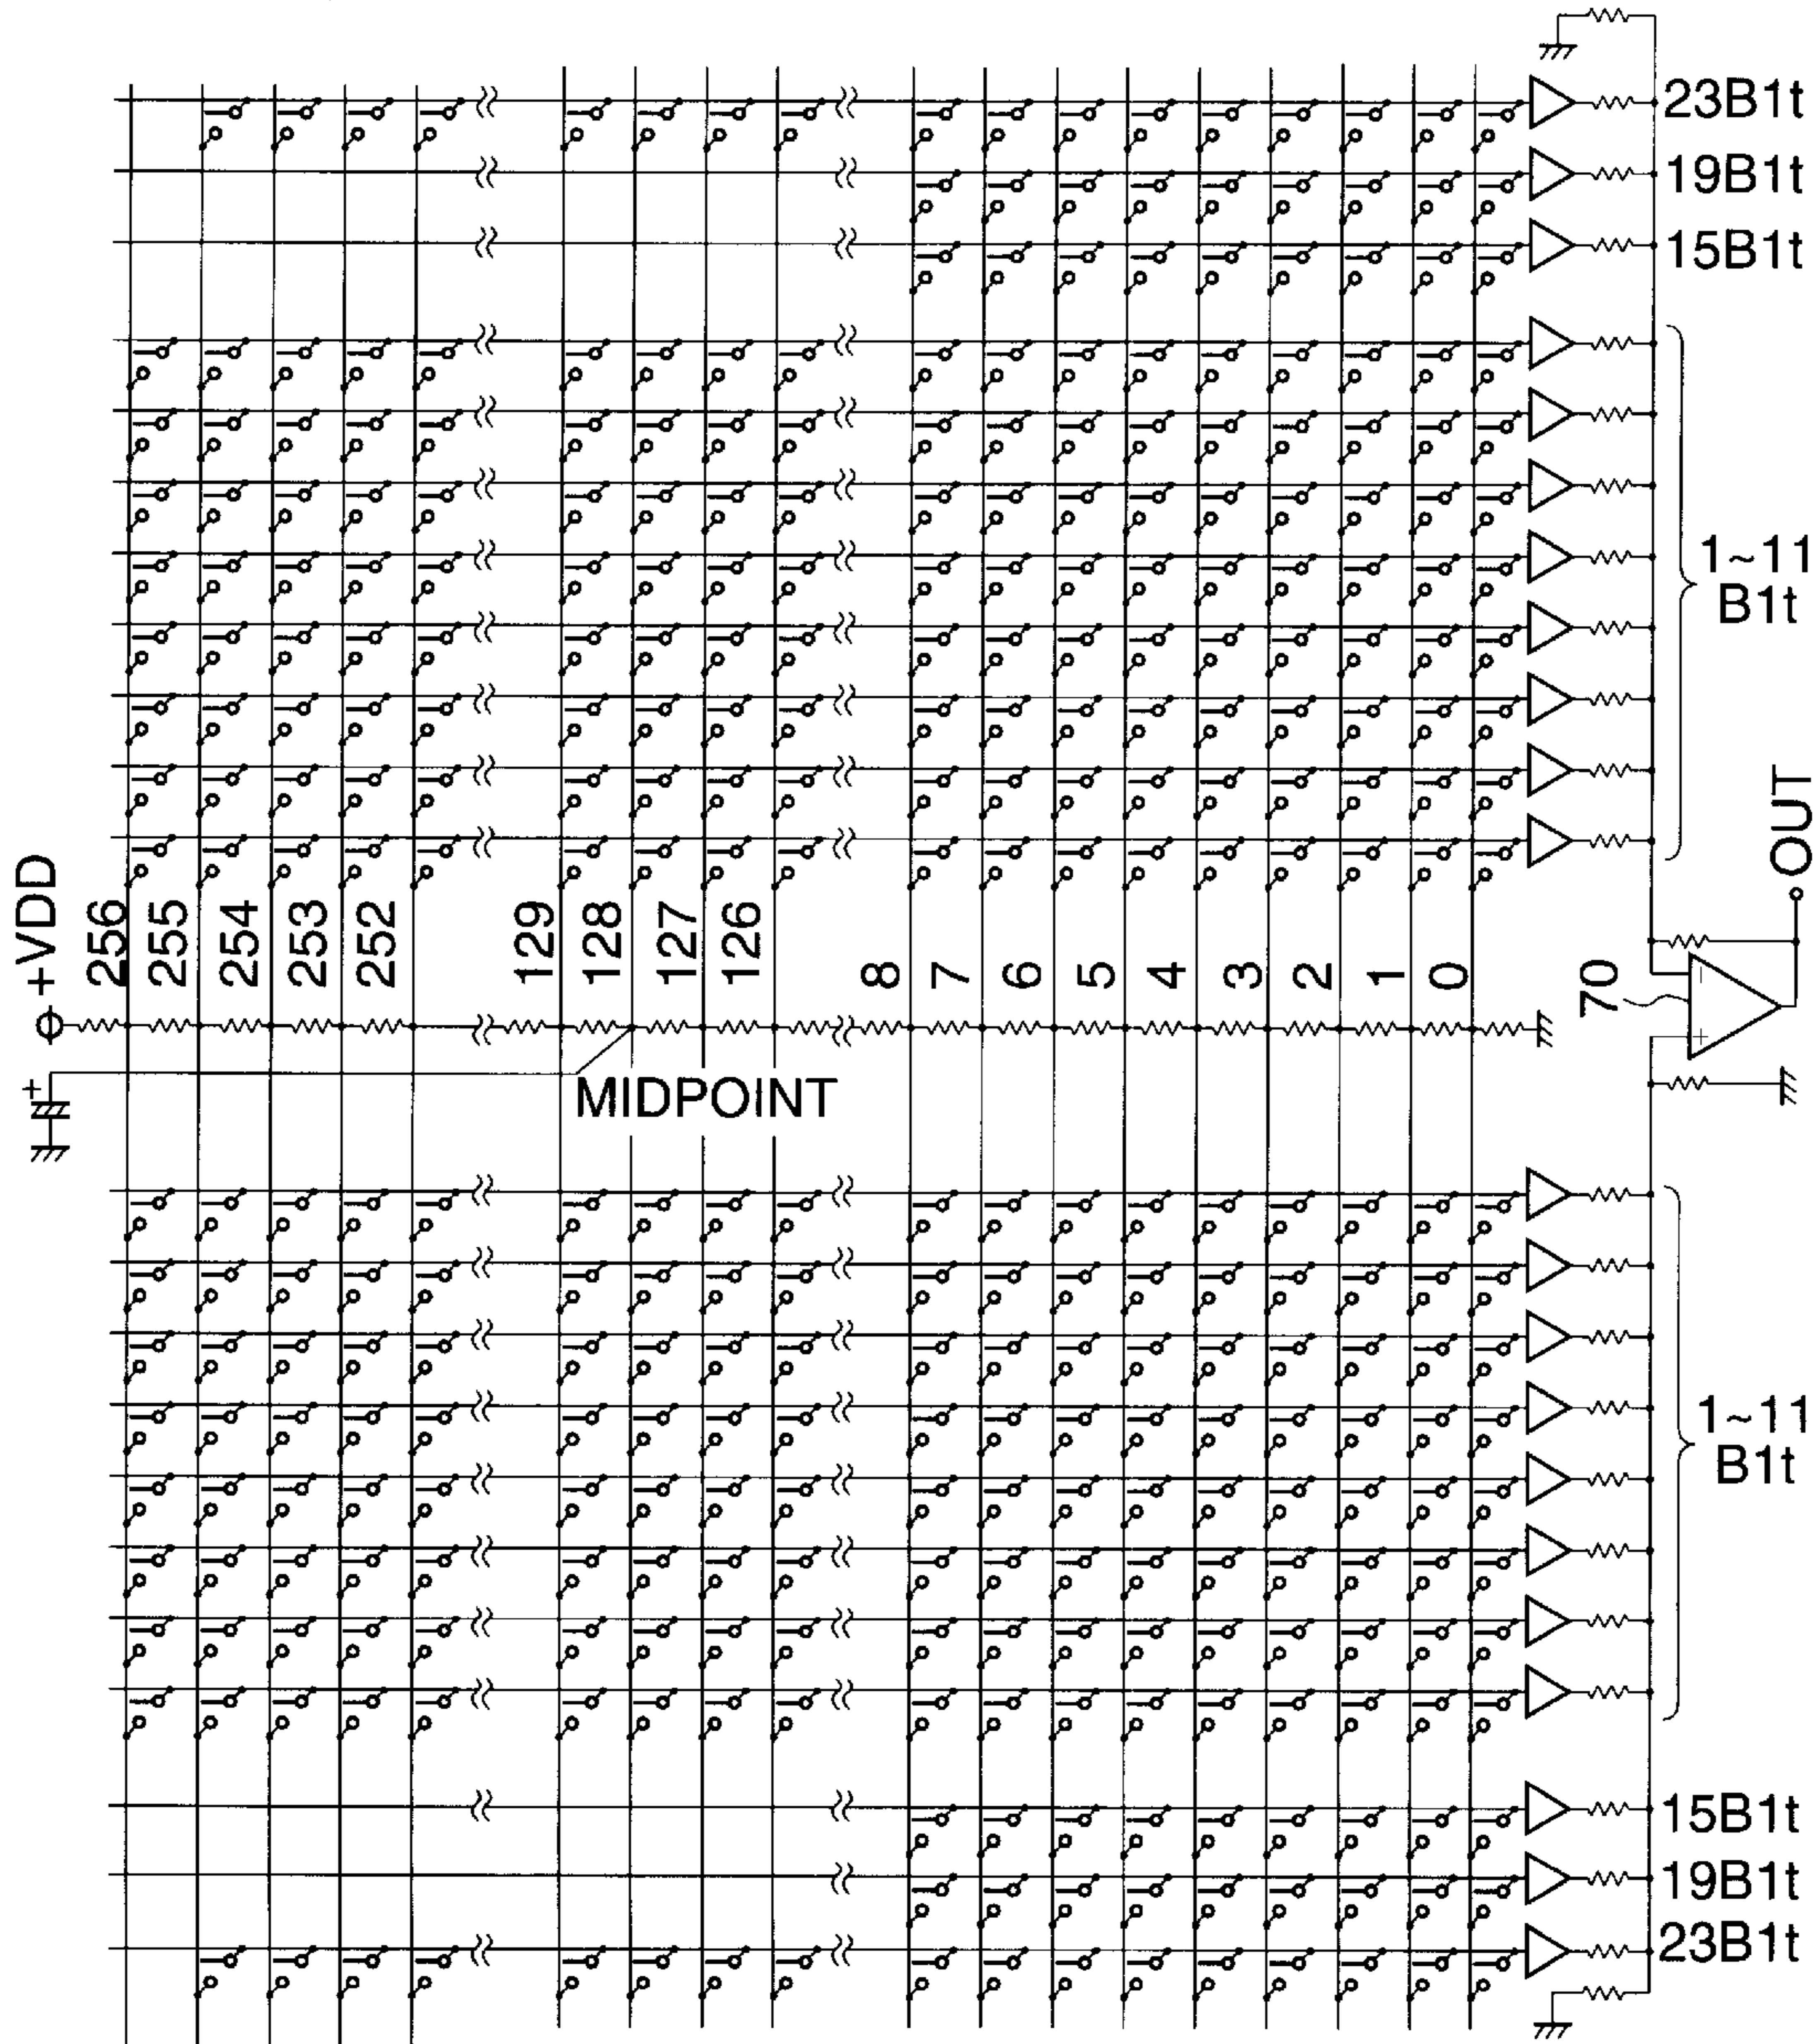 23B1t
19B1t
15B1t
1~11
B1t
OUT
+VDD
256
255
254
253
252
129
128
127
126
8
7
6
5
4
3
2
1
0
70
−
+
+
MIDPOINT
1~11
B1t
15B1t
19B1t
23B1t